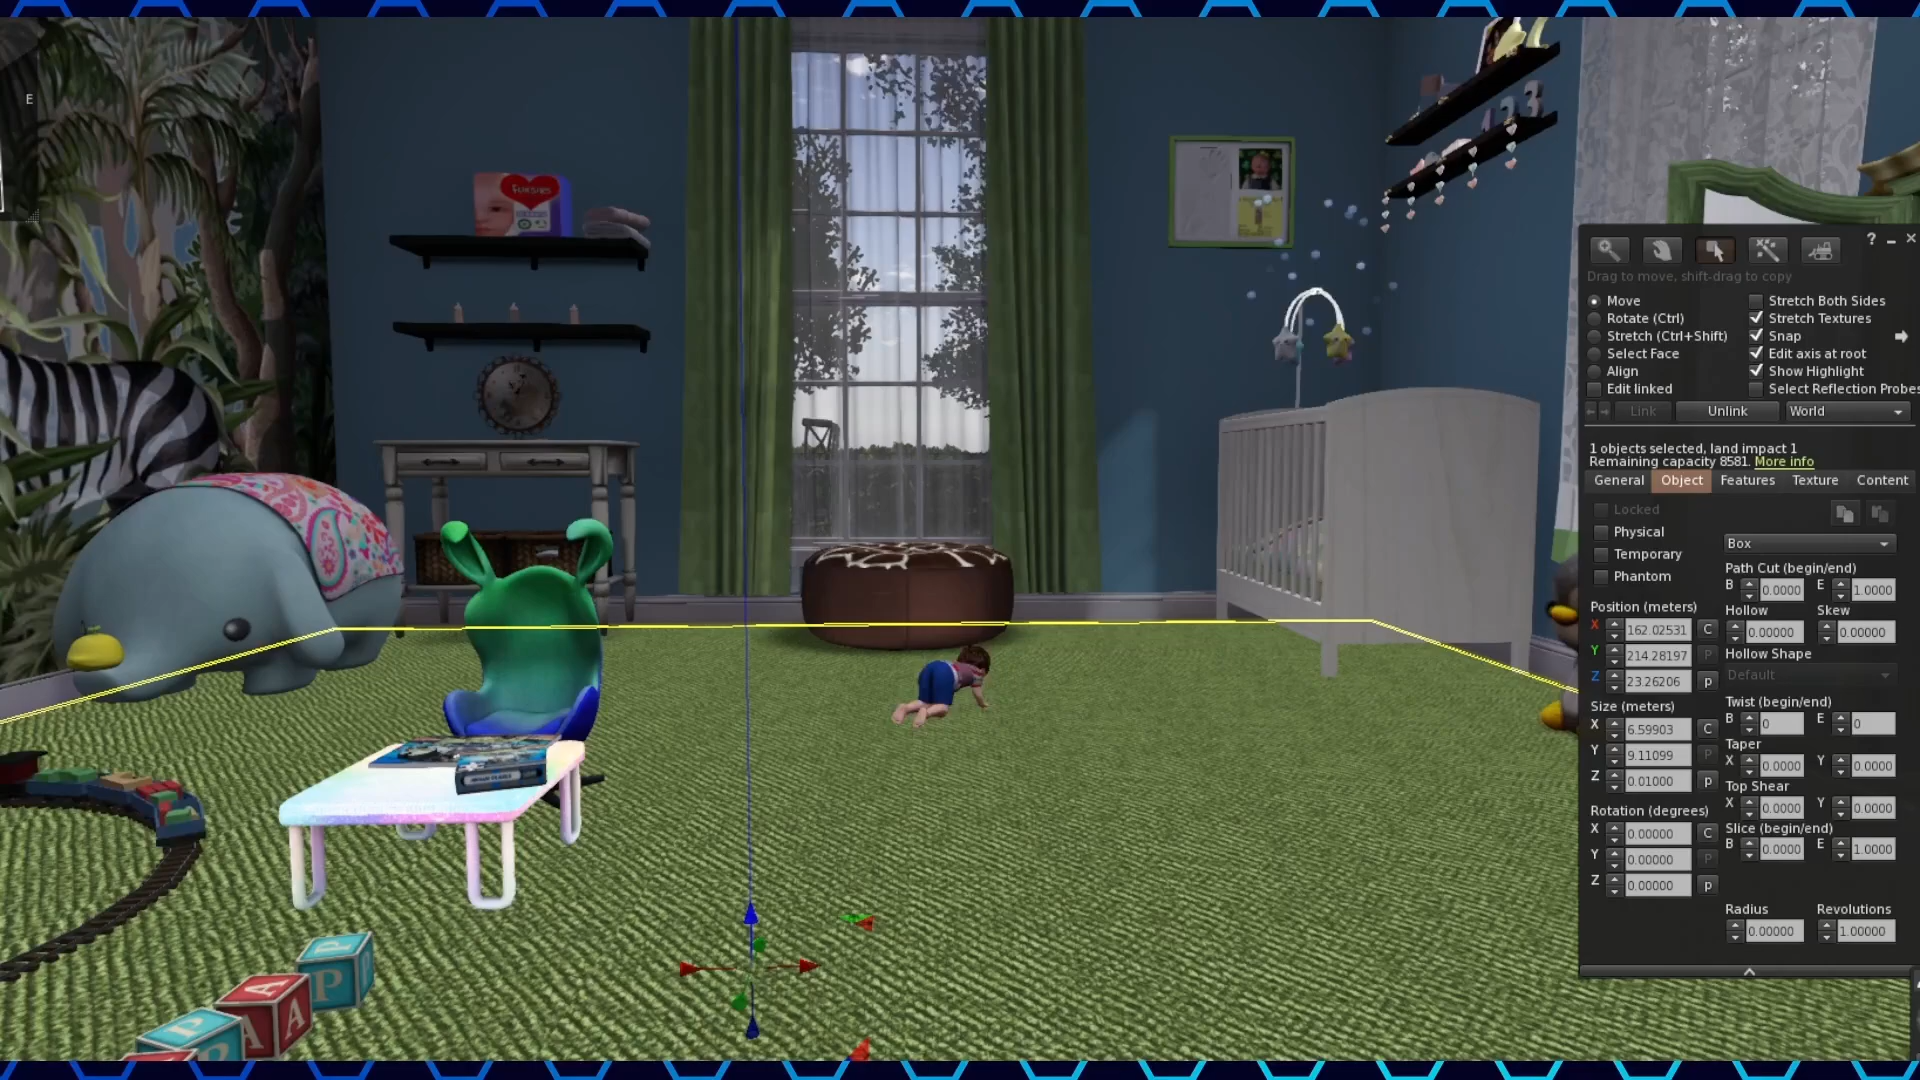 E
2 3
? _ ×
Drag to move, shift-drag to copy
Move
Stretch Both Sides
Rotate (Ctrl)
Stretch Textures
Stretch (Ctrl+Shift)
Snap
Select Face
Edit axis at root
Align
Show Highlight
Edit linked
Select Reflection Probes
Link Unlink World
1 objects selected, land impact 1
Remaining capacity 8581. More info
General Object Features Texture Content
Locked
Physical
Box
Temporary
Path Cut (begin/end)
Phantom
B 0.0000 E 1.0000
Position (meters)
Hollow Skew
X 162.02531 C
0.00000 0.00000
Y 214.28197 P
Hollow Shape
Z 23.26206 p
Default
Size (meters)
Twist (begin/end)
X 6.59903 C
B 0 E 0
Y 9.11099 P
Taper
X 0.0000 Y 0.0000
Z 0.01000 p
Top Shear
X 0.0000 Y 0.0000
Rotation (degrees)
Slice (begin/end)
X 0.00000 C
B 0.0000 E 1.0000
Y 0.00000 P
Z 0.00000 p
Radius Revolutions
0.00000 1.00000
P P
A A